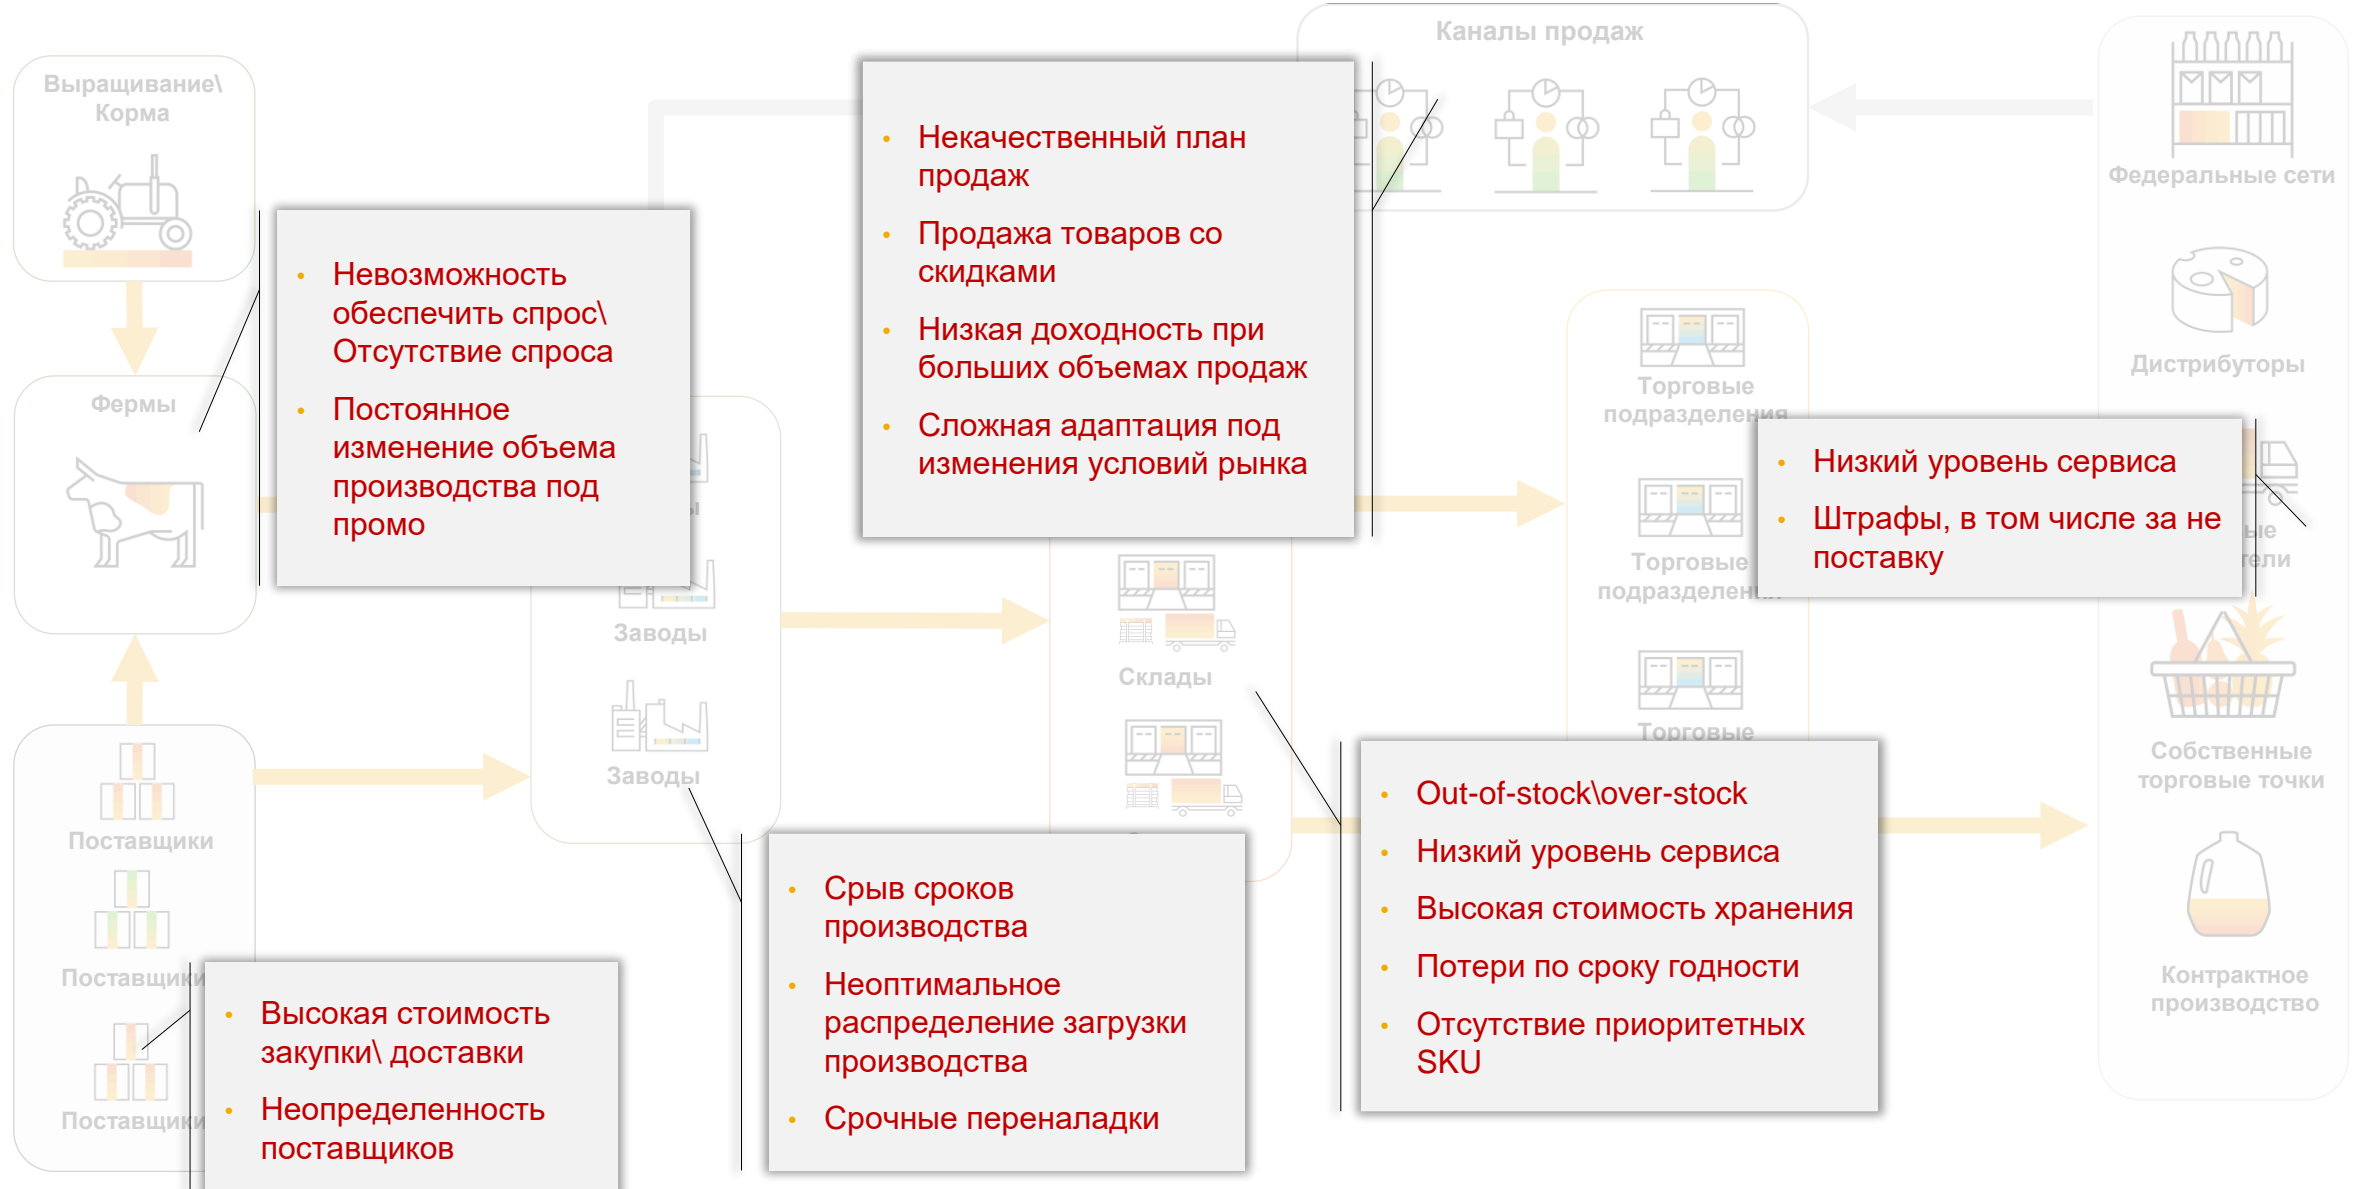 Каналы продаж
Выращивание\
Корма
Фермы
Поставщики
Поставщики
Поставщики
• Невозможность
обеспечить спрос\
Отсутствие спроса
• Постоянное
изменение объема
производства под
промо
• Высокая стоимость
закупки\ доставки
• Неопределенность
поставщиков
Заводы
Заводы
• Срыв сроков
производства
• Неоптимальное
распределение загрузки
производства
• Срочные переналадки
• Некачественный план
продаж
• Продажа товаров со
скидками
• Низкая доходность при
больших объемах продаж
• Сложная адаптация под
изменения условий рынка
Склады
• Out-of-stock\over-stock
• Низкий уровень сервиса
• Высокая стоимость хранения
• Потери по сроку годности
• Отсутствие приоритетных
SKU
Торговые
подразделения
Торговые
подразделения
Торговые
• Низкий уровень сервиса
• Штрафы, в том числе за не
поставку
Федеральные сети
Дистрибуторы
Собственные
торговые точки
Контрактное
производство